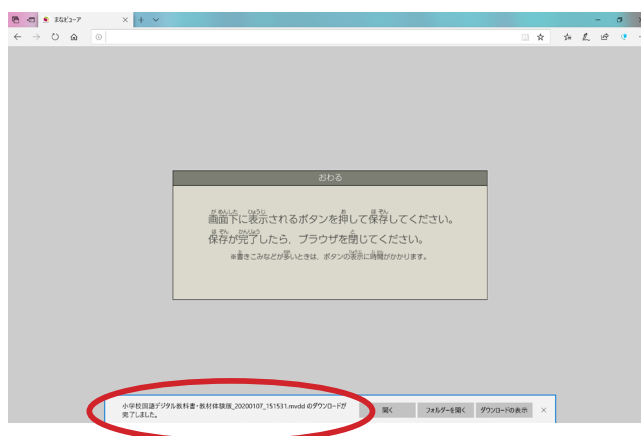 まなビューア
おわる
画面下に表示されるボタンを押して保存してください。
保存が完了したら、ブラウザを閉じてください。
※書きこみなどが多いときは、ボタンの表示に時間がかかります。
小学校国語デジタル教科書・教材体験版_20200107_151531.mvdd のダウンロードが
完了しました。
開く
フォルダーを開く
ダウンロードの表示